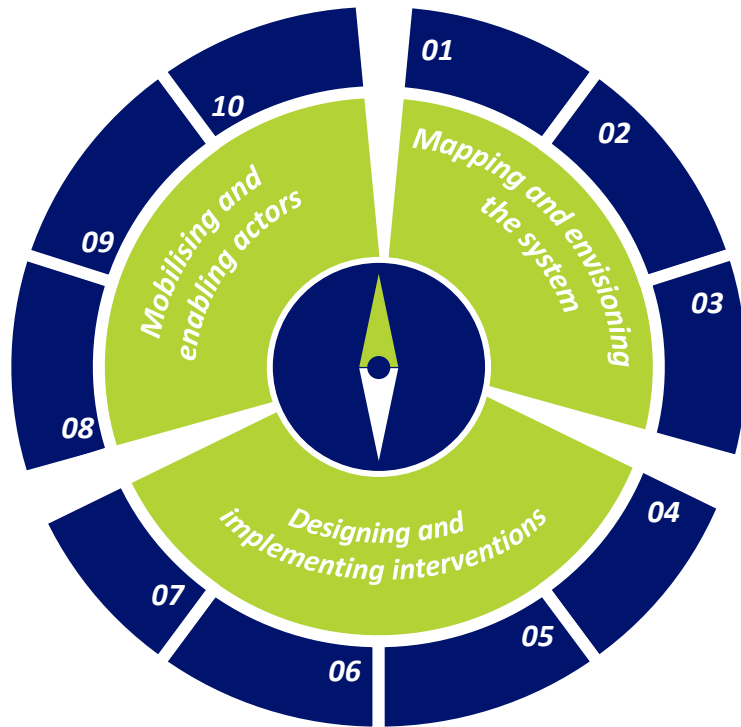 01
02
03
04
05
06
07
08
09
10
Mapping and envisioning
the system
Designing and
implementing interventions
Mobilising and
enabling actors